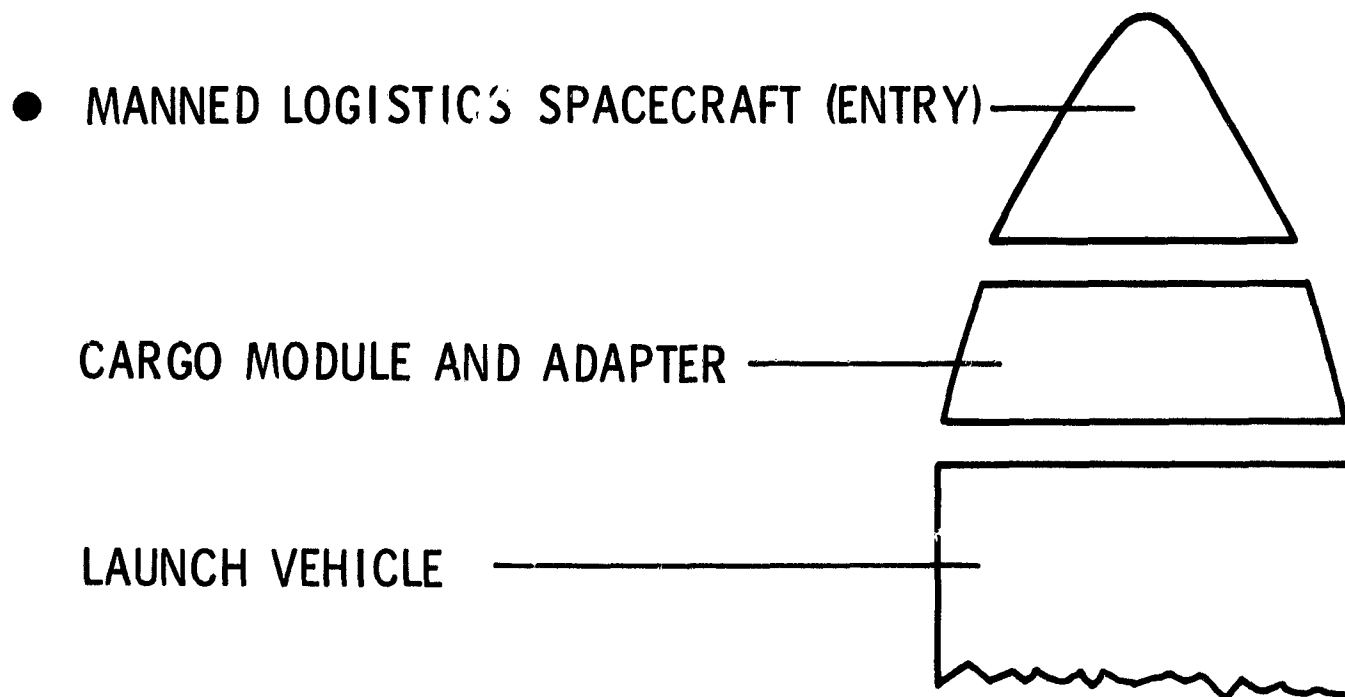 ● MANNED LOGISTICS SPACECRAFT (ENTRY)
CARGO MODULE AND ADAPTER
LAUNCH VEHICLE